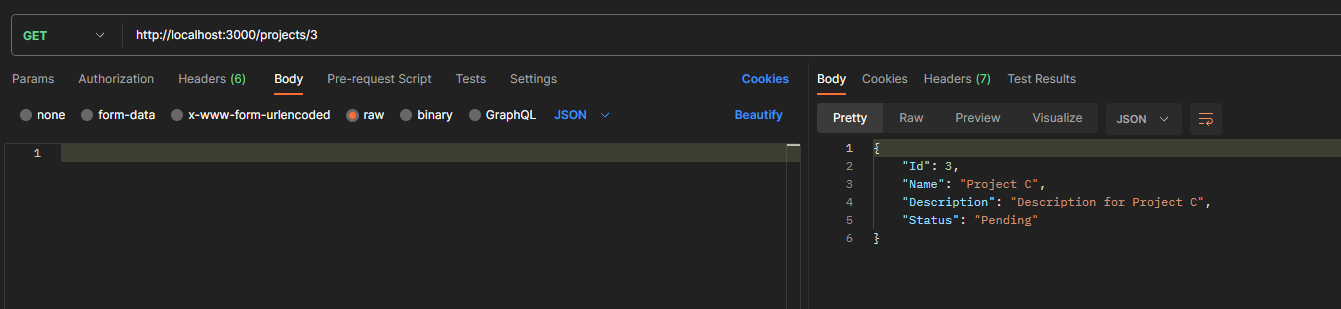 GET http://localhost:3000/projects/3
Params Authorization Headers (6) Body Pre-request Script Tests Settings Cookies
none form-data x-www-form-urlencoded raw binary GraphQL JSON Beautify
1
Body Cookies Headers (7) Test Results
Pretty Raw Preview Visualize JSON
1 {
2 "Id": 3,
3 "Name": "Project C",
4 "Description": "Description for Project C",
5 "Status": "Pending"
6 }